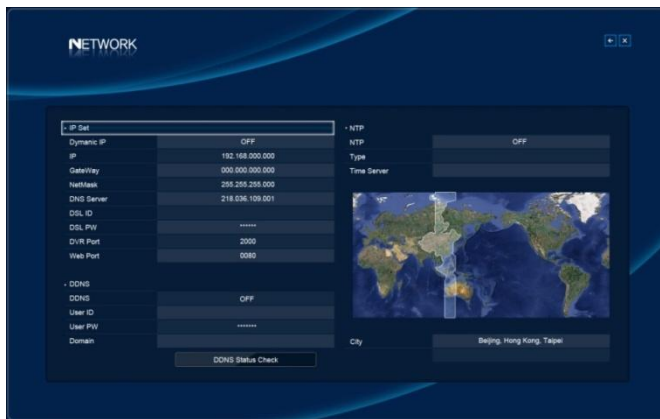 NETWORK
IP Set
Dymanic IP OFF
IP 192.168.000.000
GateWay 000.000.000.000
NetMask 255.255.255.000
DNS Server 218.036.109.001
DSL ID
DSL PW ******
DVR Port 2000
Web Port 0080
DDNS
DDNS OFF
User ID
User PW *******
Domain
DDNS Status Check
NTP
NTP OFF
Type
Time Server
City Beijing, Hong Kong, Taipei